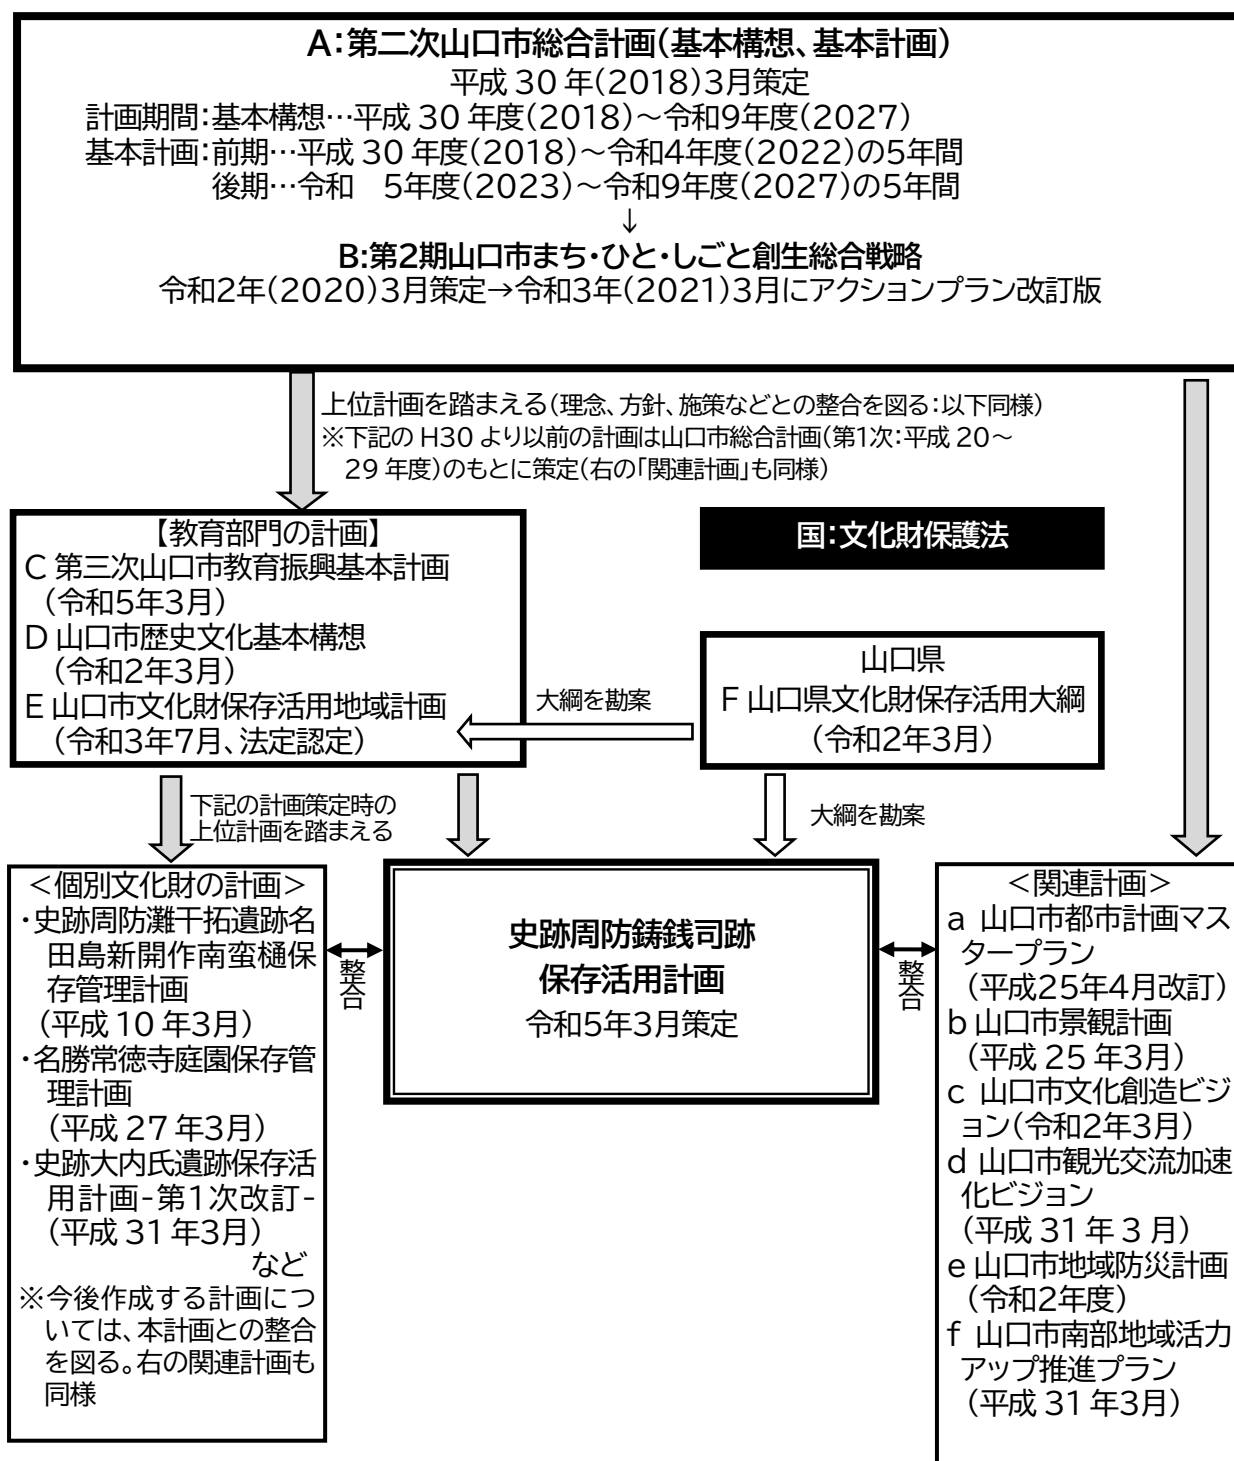 A：第二次山口市総合計画（基本構想、基本計画）
平成 30 年（2018）3月策定
計画期間：基本構想…平成 30 年度（2018）～令和9年度（2027）
基本計画：前期…平成 30 年度（2018）～令和4年度（2022）の5年間
後期…令和　5年度（2023）～令和9年度（2027）の5年間
↓
B:第2期山口市まち・ひと・しごと創生総合戦略
令和2年（2020）3月策定→令和3年（2021）3月にアクションプラン改訂版
上位計画を踏まえる（理念、方針、施策などとの整合を図る：以下同様）
※下記の H30 より以前の計画は山口市総合計画（第1次：平成 20～
29 年度）のもとに策定（右の「関連計画」も同様）
【教育部門の計画】
C 第三次山口市教育振興基本計画
（令和5年3月）
D 山口市歴史文化基本構想
（令和2年3月）
E 山口市文化財保存活用地域計画
（令和3年7月、法定認定）
国：文化財保護法
山口県
F 山口県文化財保存活用大綱
（令和2年3月）
大綱を勘案
下記の計画策定時の
上位計画を踏まえる
大綱を勘案
＜個別文化財の計画＞
・史跡周防灘干拓遺跡名
田島新開作南蛮樋保
存管理計画
（平成 10 年3月）
・名勝常徳寺庭園保存管
理計画
（平成 27 年3月）
・史跡大内氏遺跡保存活
用計画-第1次改訂-
（平成 31 年3月）
など
※今後作成する計画につ
いては、本計画との整合
を図る。右の関連計画も
同様
整合
史跡周防鋳銭司跡
保存活用計画
令和5年3月策定
整合
＜関連計画＞
a 山口市都市計画マス
タープラン
（平成25年4月改訂）
b 山口市景観計画
（平成 25 年3月）
c 山口市文化創造ビジ
ョン（令和2年3月）
d 山口市観光交流加速
化ビジョン
（平成 31 年 3 月）
e 山口市地域防災計画
（令和2年度）
f 山口市南部地域活力
アップ推進プラン
（平成 31 年3月）